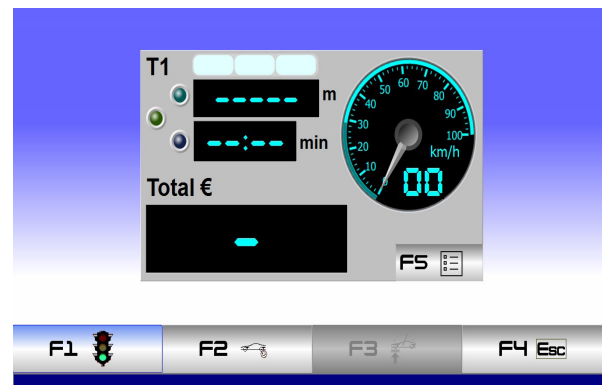 T1
----- m
--:-- min
Total €
-
0 10 20 30 40 50 60 70 80 90 100
km/h
00
F5
F1 F2 F3 F4 Esc